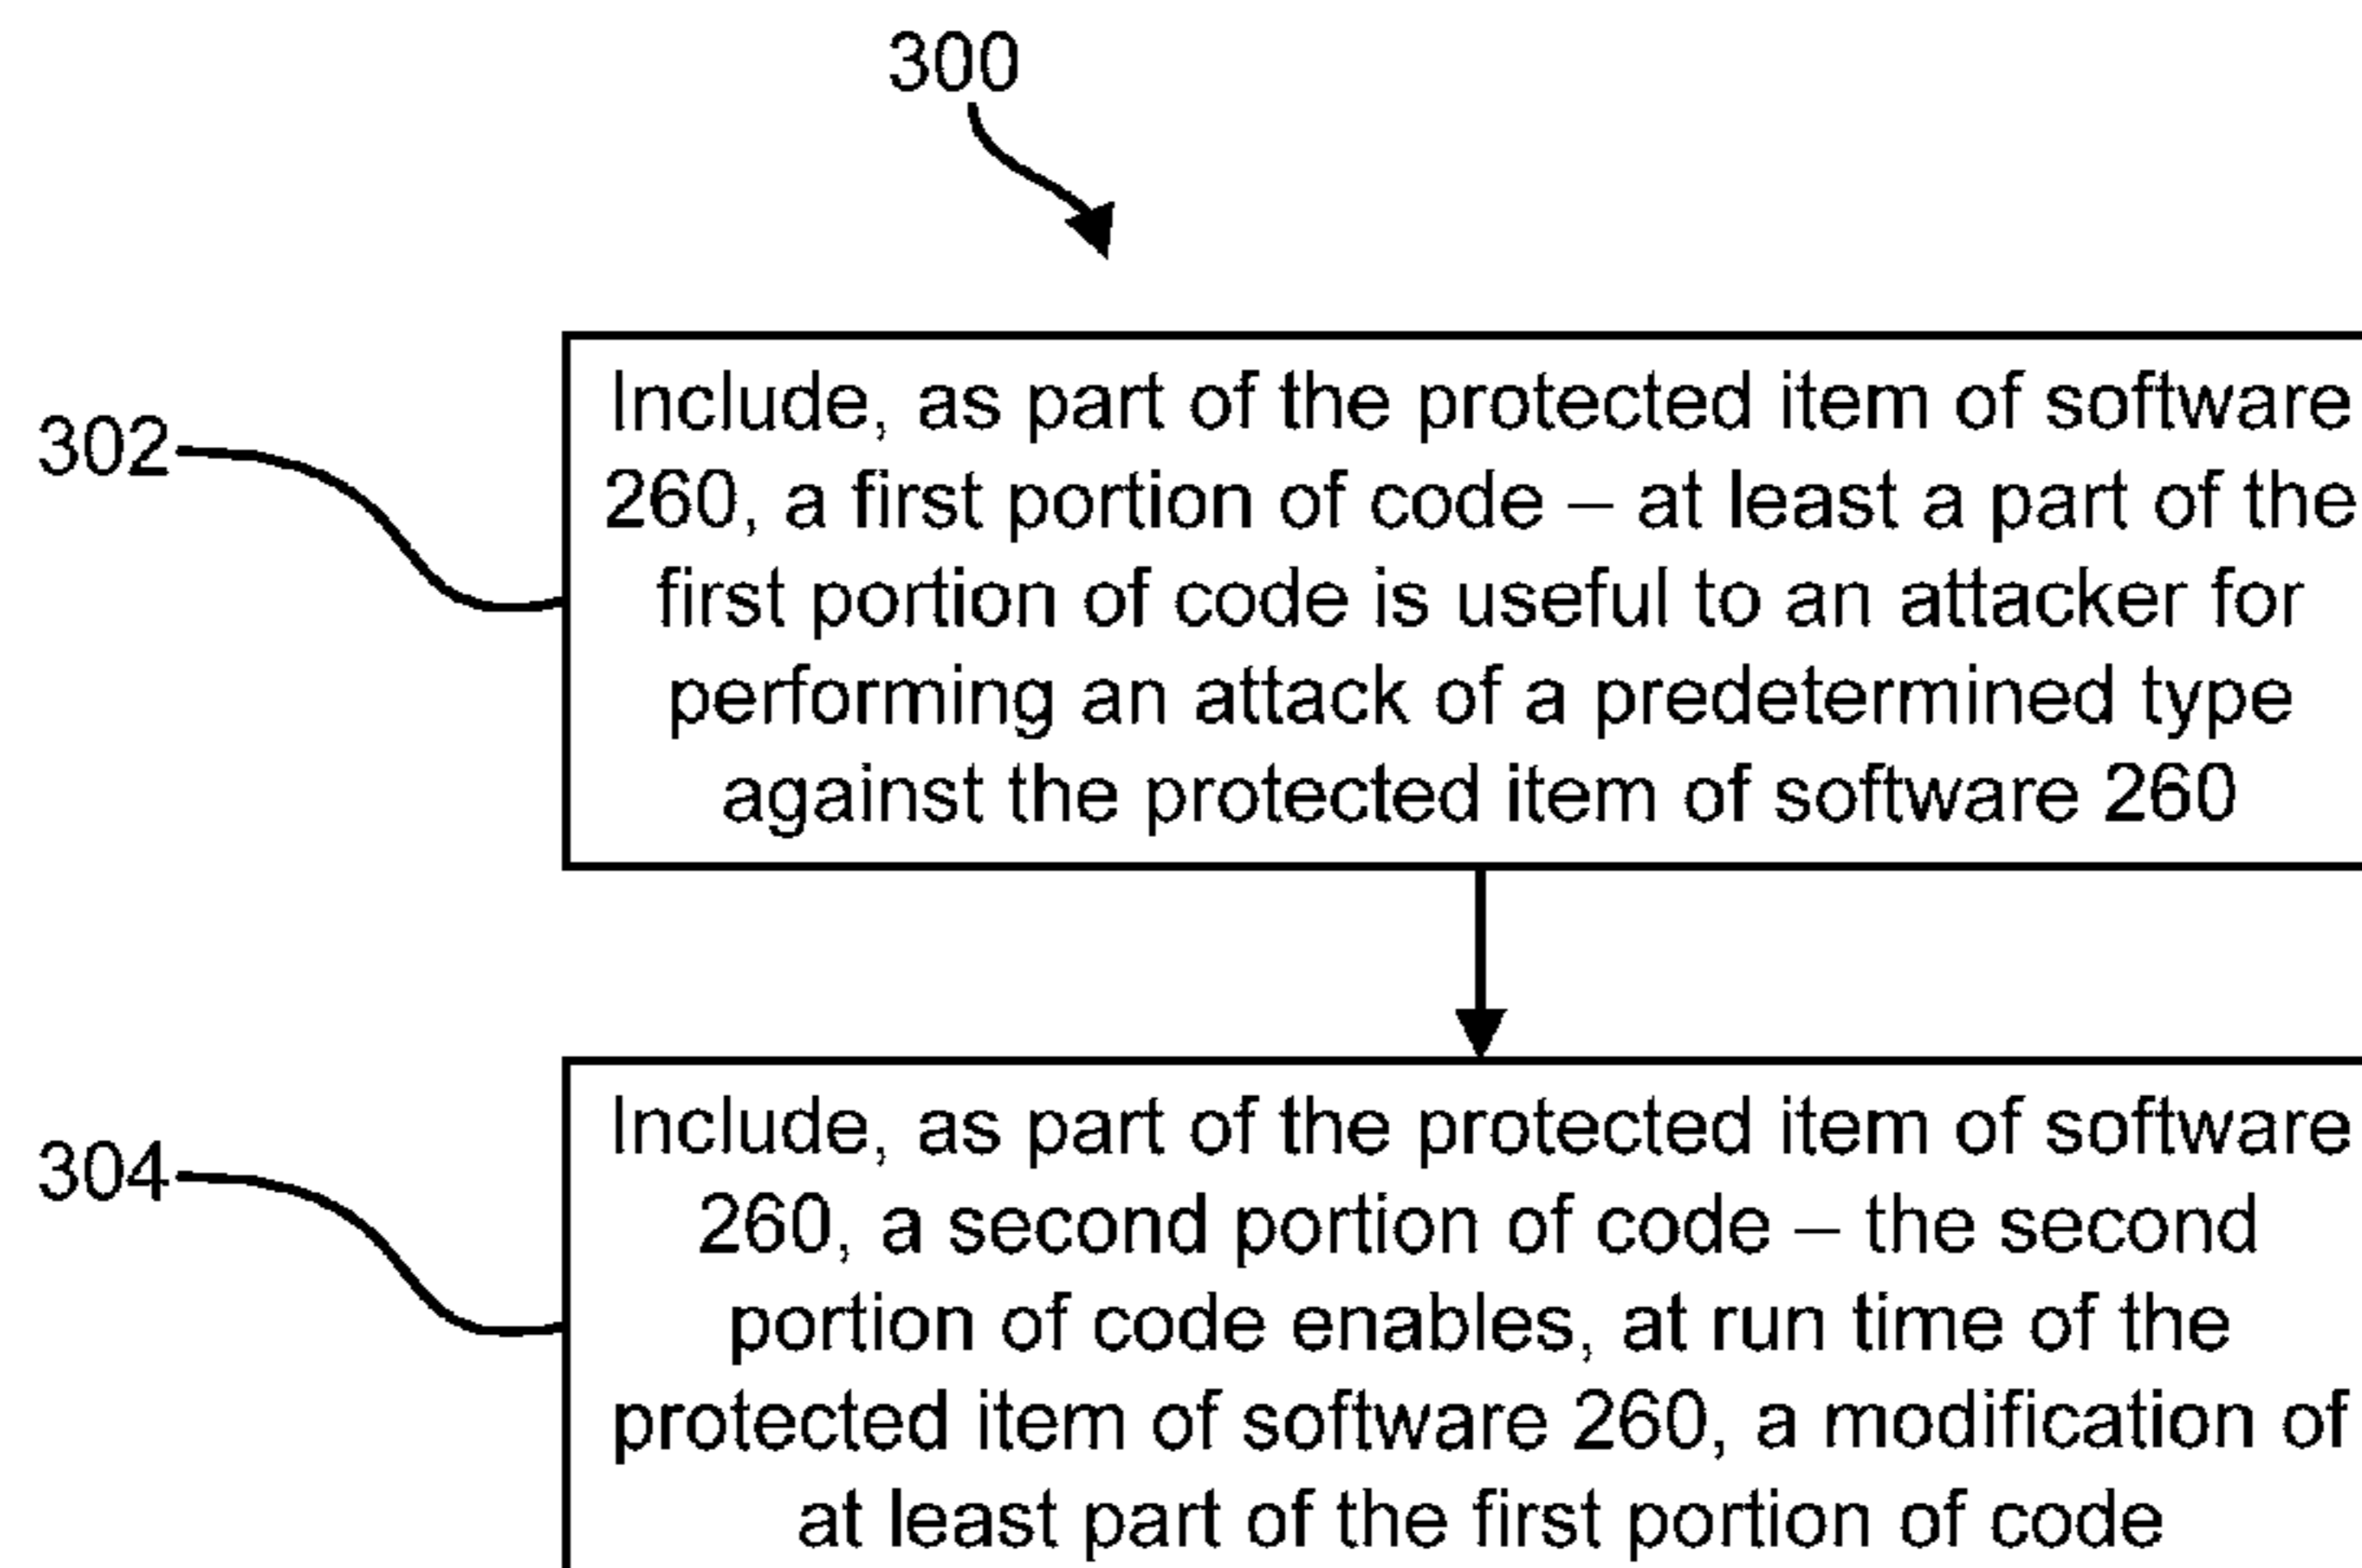 300
302
Include, as part of the protected item of software
260, a first portion of code – at least a part of the
first portion of code is useful to an attacker for
performing an attack of a predetermined type
against the protected item of software 260
304
Include, as part of the protected item of software
260, a second portion of code – the second
portion of code enables, at run time of the
protected item of software 260, a modification of
at least part of the first portion of code